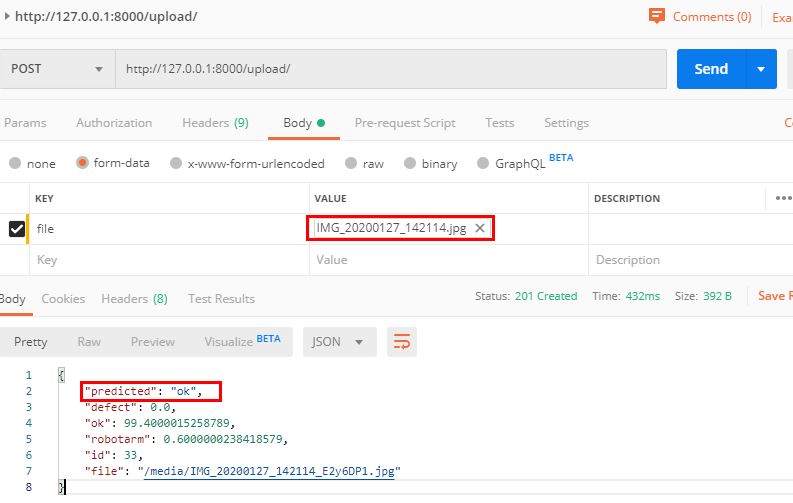 http://127.0.0.1:8000/upload/ Comments (0) Exa
POST http://127.0.0.1:8000/upload/ Send
Params Authorization Headers (9) Body Pre-request Script Tests Settings C
none form-data x-www-form-urlencoded raw binary GraphQL BETA
KEY VALUE DESCRIPTION
file IMG_20200127_142114.jpg
Key Value Description
Body Cookies Headers (8) Test Results Status: 201 Created Time: 432ms Size: 392 B Save R
Pretty Raw Preview Visualize BETA JSON
1 {
2 "predicted": "ok",
3 "defect": 0.0,
4 "ok": 99.4000015258789,
5 "robotarm": 0.6000000238418579,
6 "id": 33,
7 "file": "/media/IMG_20200127_142114_E2y6DP1.jpg"
8 }